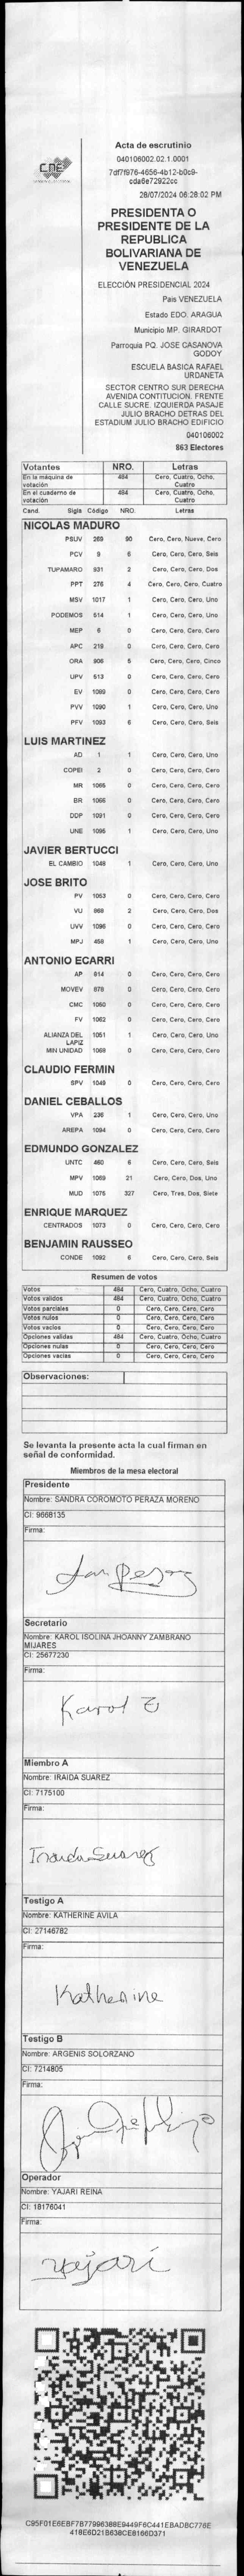 CNE
Acta de escrutinio
040106002.02.1.0001
7df7f976-4656-4b12-b0c9-
cda6e72922cc
28/07/2024 06:28:02 PM
PRESIDENTA O
PRESIDENTE DE LA
REPUBLICA
BOLIVARIANA DE
VENEZUELA
ELECCIÓN PRESIDENCIAL 2024
Pais VENEZUELA
Estado EDO. ARAGUA
Municipio MP. GIRARDOT
Parroquia PQ. JOSE CASANOVA
GODOY
ESCUELA BASICA RAFAEL
URDANETA
SECTOR CENTRO SUR DERECHA
AVENIDA CONTITUCION. FRENTE
CALLE SUCRE. IZQUIERDA PASAJE
JULIO BRACHO DETRAS DEL
ESTADIUM JULIO BRACHO EDIFICIO
040106002
863 Electores
Votantes NRO. Letras
En la máquina de votación 484 Cero, Cuatro, Ocho, Cuatro
En el cuaderno de votación 484 Cero, Cuatro, Ocho, Cuatro
Cand. Sigla Código NRO. Letras
NICOLAS MADURO
PSUV 269 90 Cero, Cero, Nueve, Cero
PCV 9 6 Cero, Cero, Cero, Seis
TUPAMARO 931 2 Cero, Cero, Cero, Dos
PPT 276 4 Cero, Cero, Cero, Cuatro
MSV 1017 1 Cero, Cero, Cero, Uno
PODEMOS 514 1 Cero, Cero, Cero, Uno
MEP 6 0 Cero, Cero, Cero, Cero
APC 219 0 Cero, Cero, Cero, Cero
ORA 906 5 Cero, Cero, Cero, Cinco
UPV 513 0 Cero, Cero, Cero, Cero
EV 1089 0 Cero, Cero, Cero, Cero
PVV 1090 1 Cero, Cero, Cero, Uno
PFV 1093 6 Cero, Cero, Cero, Seis
LUIS MARTINEZ
AD 1 1 Cero, Cero, Cero, Uno
COPEI 2 0 Cero, Cero, Cero, Cero
MR 1065 0 Cero, Cero, Cero, Cero
BR 1066 0 Cero, Cero, Cero, Cero
DDP 1091 0 Cero, Cero, Cero, Cero
UNE 1095 1 Cero, Cero, Cero, Uno
JAVIER BERTUCCI
EL CAMBIO 1048 1 Cero, Cero, Cero, Uno
JOSE BRITO
PV 1053 0 Cero, Cero, Cero, Cero
VU 868 2 Cero, Cero, Cero, Dos
UVV 1096 0 Cero, Cero, Cero, Cero
MPJ 459 1 Cero, Cero, Cero, Uno
ANTONIO ECARRI
AP 614 0 Cero, Cero, Cero, Cero
MOVEV 678 0 Cero, Cero, Cero, Cero
CMC 1050 0 Cero, Cero, Cero, Cero
FV 1062 0 Cero, Cero, Cero, Cero
ALIANZA DEL LAPIZ 1051 1 Cero, Cero, Cero, Uno
MIN UNIDAD 1068 0 Cero, Cero, Cero, Cero
CLAUDIO FERMIN
SPV 1049 0 Cero, Cero, Cero, Cero
DANIEL CEBALLOS
VPA 236 1 Cero, Cero, Cero, Uno
AREPA 1094 0 Cero, Cero, Cero, Cero
EDMUNDO GONZALEZ
UNTC 460 6 Cero, Cero, Cero, Seis
MPV 1069 21 Cero, Cero, Dos, Uno
MUD 1075 327 Cero, Tres, Dos, Siete
ENRIQUE MARQUEZ
CENTRADOS 1073 0 Cero, Cero, Cero, Cero
BENJAMIN RAUSSEO
CONDE 1092 6 Cero, Cero, Cero, Seis
Resumen de votos
Votos 484 Cero, Cuatro, Ocho, Cuatro
Votos validos 484 Cero, Cuatro, Ocho, Cuatro
Votos parciales 0 Cero, Cero, Cero, Cero
Votos nulos 0 Cero, Cero, Cero, Cero
Votos vacios 0 Cero, Cero, Cero, Cero
Opciones validas 484 Cero, Cuatro, Ocho, Cuatro
Opciones nulas 0 Cero, Cero, Cero, Cero
Opciones vacias 0 Cero, Cero, Cero, Cero
Observaciones:
Se levanta la presente acta la cual firman en
señal de conformidad.
Miembros de la mesa electoral
Presidente
Nombre: SANDRA COROMOTO PERAZA MORENO
CI: 9668135
Firma:
Secretario
Nombre: KAROL ISOLINA JHOANNY ZAMBRANO
MIJARES
CI: 25677230
Firma:
Karol Z
Miembro A
Nombre: IRAIDA SUAREZ
CI: 7175100
Firma:
Iraida Suarez
Testigo A
Nombre: KATHERINE AVILA
CI: 27146782
Firma:
Katherine
Testigo B
Nombre: ARGENIS SOLORZANO
CI: 7214805
Firma:
Operador
Nombre: YAJARI REINA
CI: 18176041
Firma:
yajari
C95F01E6EBF7B77996388E9449F6C441EBADBC776E
418E6D21B638CE8166D371